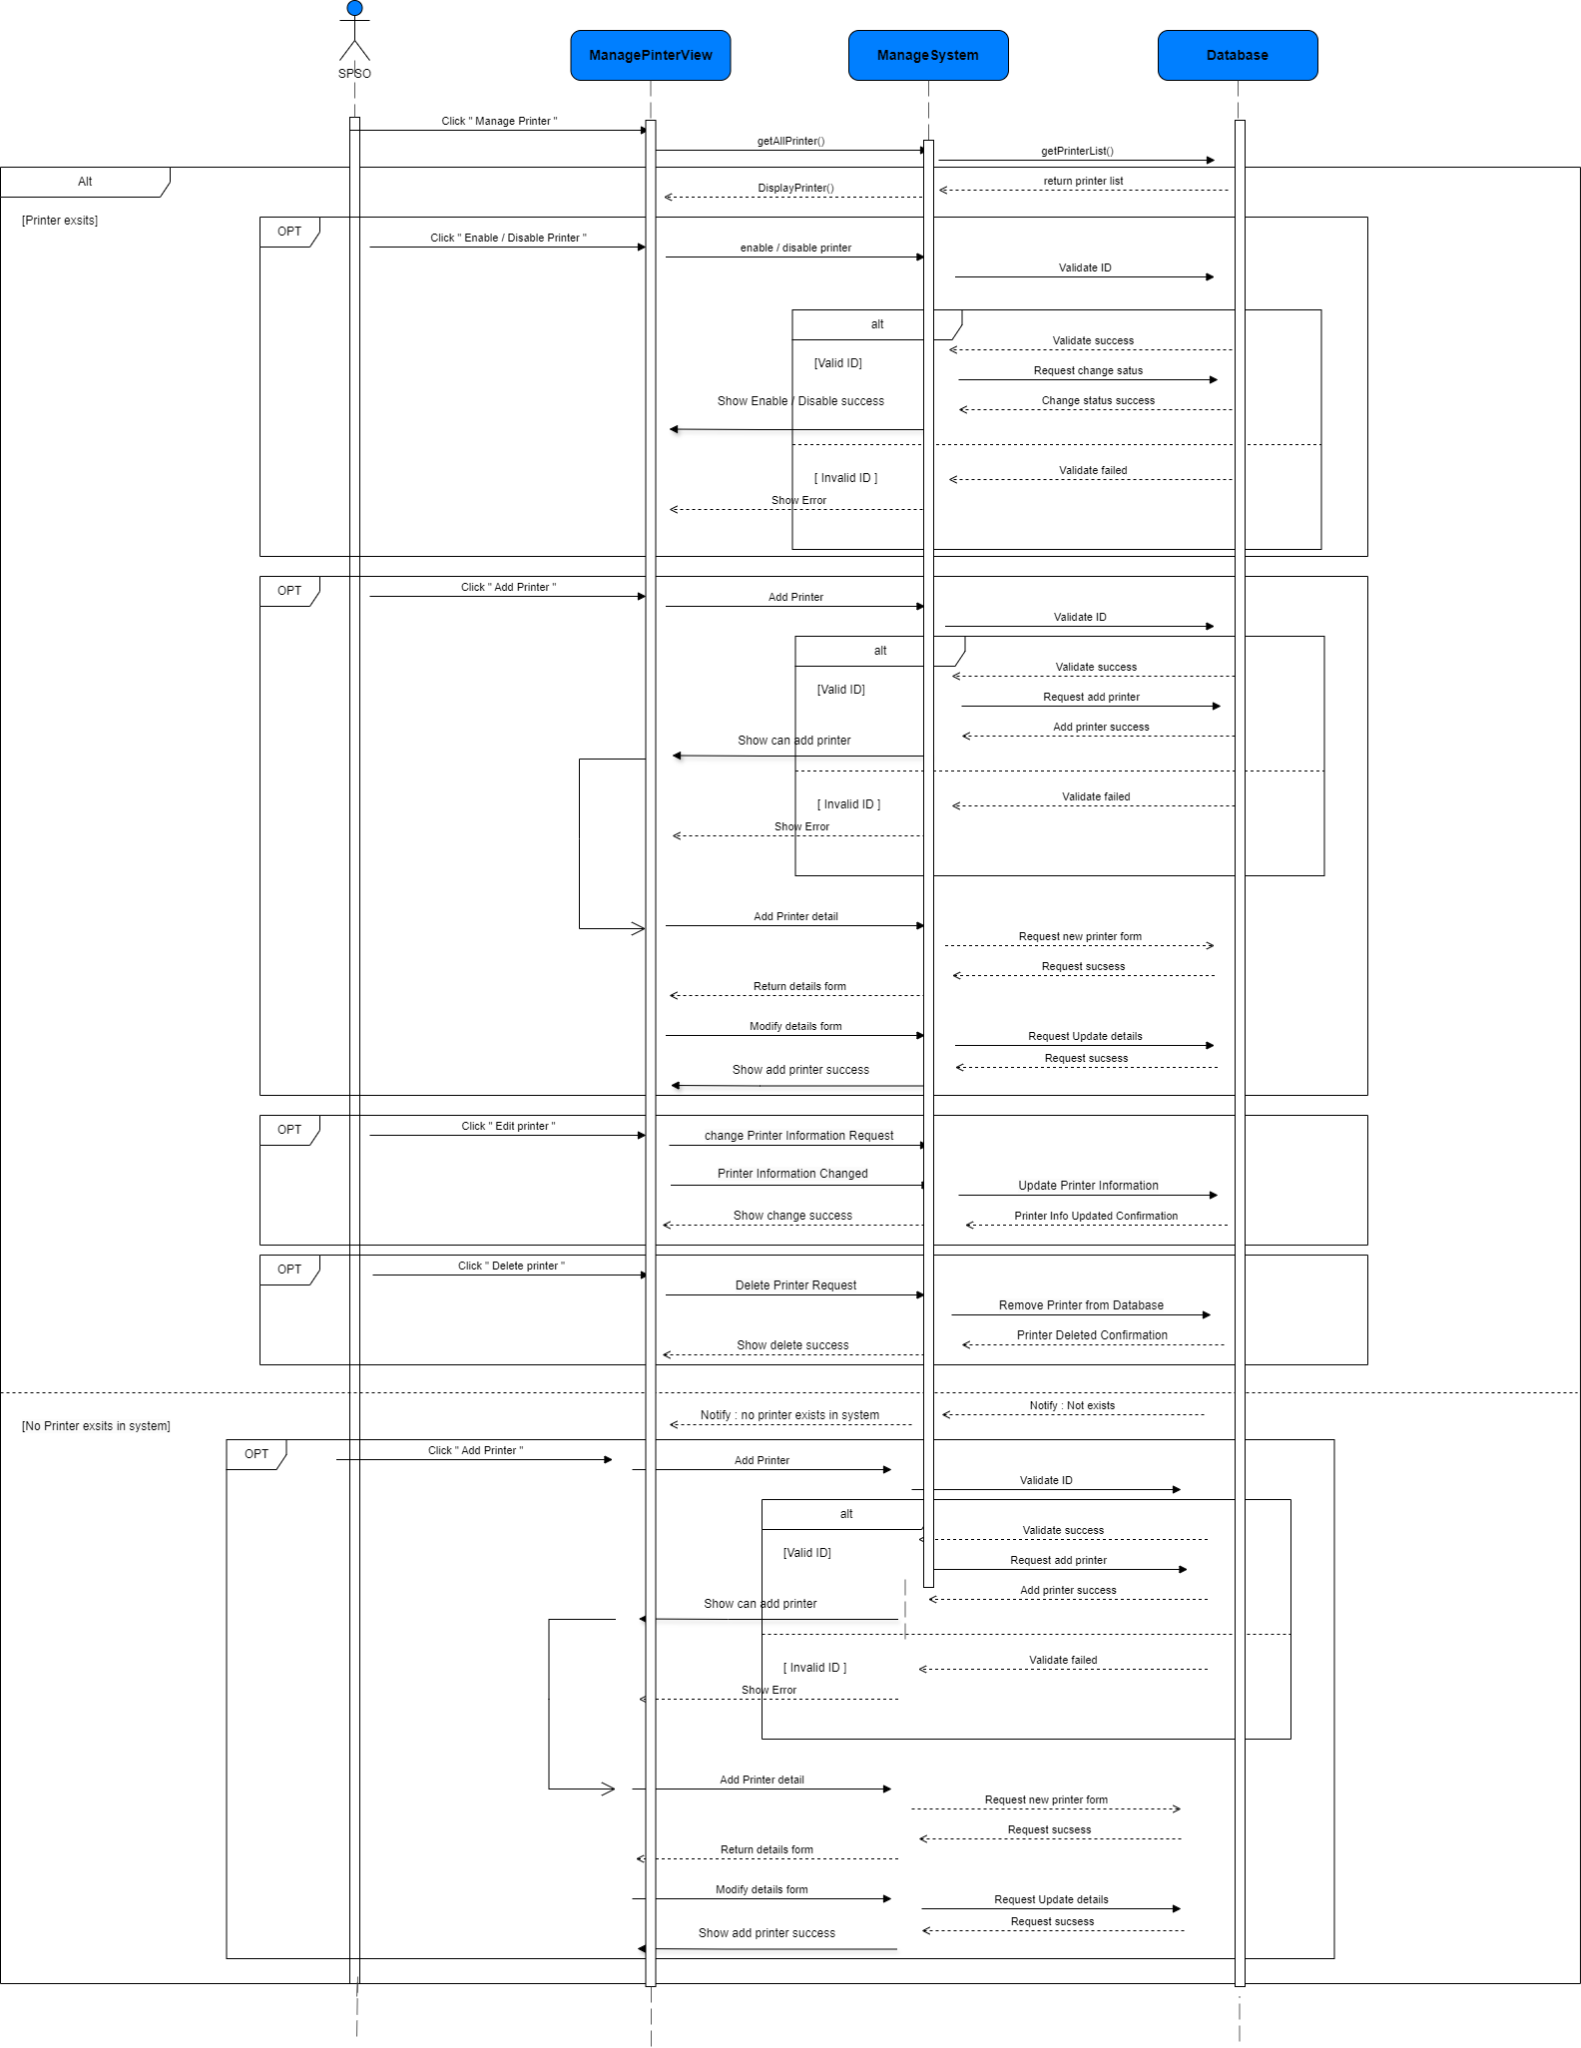 SPSO
ManagePinterView
ManageSystem
Database
Click " Manage Printer "
getAllPrinter()
getPrinterList()
Alt
return printer list
DisplayPrinter()
[Printer exsits]
OPT
Click " Enable / Disable Printer "
enable / disable printer
Validate ID
alt
Validate success
[Valid ID]
Request change satus
Show Enable / Disable success
Change status success
Validate failed
[ Invalid ID ]
Show Error
OPT
Click " Add Printer "
Add Printer
Validate ID
alt
Validate success
[Valid ID]
Request add printer
Add printer success
Show can add printer
Validate failed
[ Invalid ID ]
Show Error
Add Printer detail
Request new printer form
Request sucsess
Return details form
Modify details form
Request Update details
Request sucsess
Show add printer success
OPT
Click " Edit printer "
change Printer Information Request
Printer Information Changed
Update Printer Information
Show change success
Printer Info Updated Confirmation
OPT
Click " Delete printer "
Delete Printer Request
Remove Printer from Database
Printer Deleted Confirmation
Show delete success
Notify : Not exists
Notify : no printer exists in system
[No Printer exsits in system]
OPT
Click " Add Printer "
Add Printer
Validate ID
alt
Validate success
[Valid ID]
Request add printer
Add printer success
Show can add printer
Validate failed
[ Invalid ID ]
Show Error
Add Printer detail
Request new printer form
Request sucsess
Return details form
Modify details form
Request Update details
Request sucsess
Show add printer success